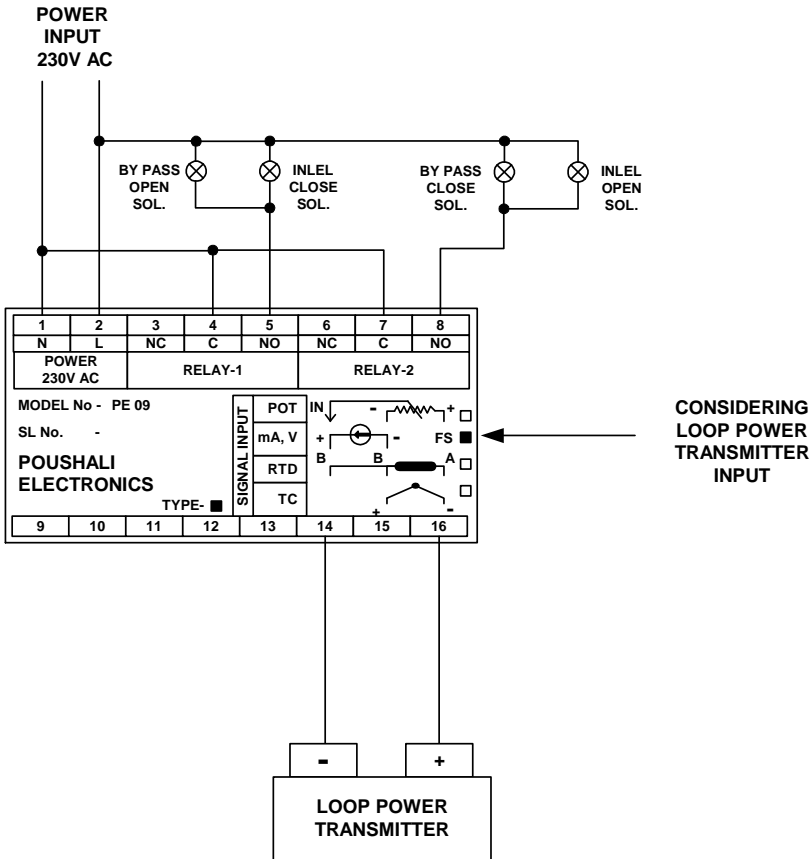 POWER
INPUT
230V AC
BY PASS
OPEN
SOL.
INLEL
CLOSE
SOL.
BY PASS
CLOSE
SOL.
INLEL
OPEN
SOL.
1 2 3 4 5 6 7 8
N L NC C NO NC C NO
POWER
230V AC
RELAY-1
RELAY-2
MODEL No - PE 09
SL No. -
POUSHALI
ELECTRONICS
TYPE-
SIGNAL INPUT
POT
mA, V
RTD
TC
IN - +
+ - FS
B B A
+ -
CONSIDERING
LOOP POWER
TRANSMITTER
INPUT
9 10 11 12 13 14 15 16
- +
LOOP POWER
TRANSMITTER